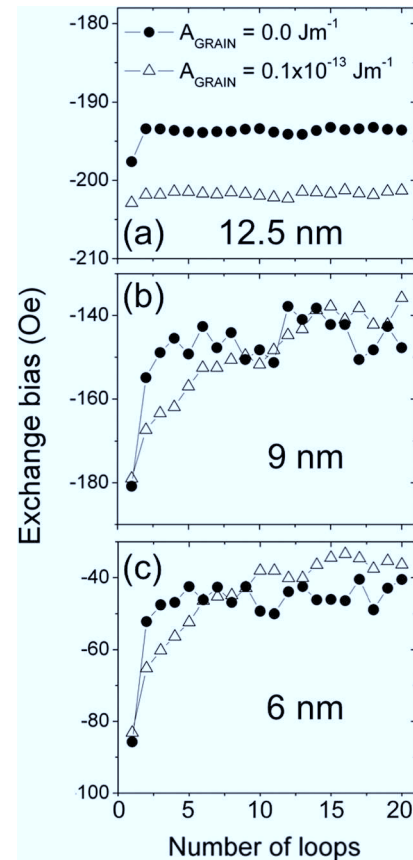 -180
A_GRAIN = 0.0 Jm⁻¹
A_GRAIN = 0.1x10⁻¹³ Jm⁻¹
-190
-200
-210
(a) 12.5 nm
(b)
-140
-160
-180
9 nm
Exchange bias (Oe)
(c)
-40
-60
-80
100
6 nm
0 5 10 15 20
Number of loops